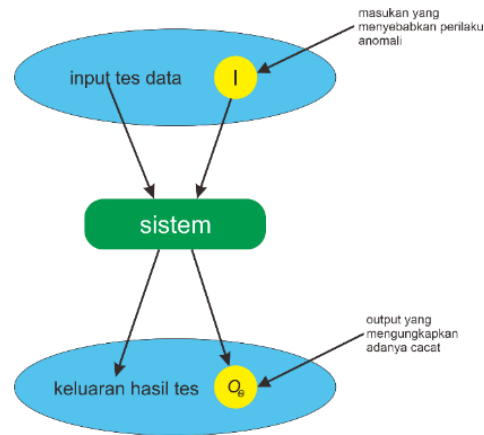 masukan yang
menyebabkan perilaku
anomali
input tes data
I
sistem
output yang
mengungkapkan
adanya cacat
keluaran hasil tes
Oe